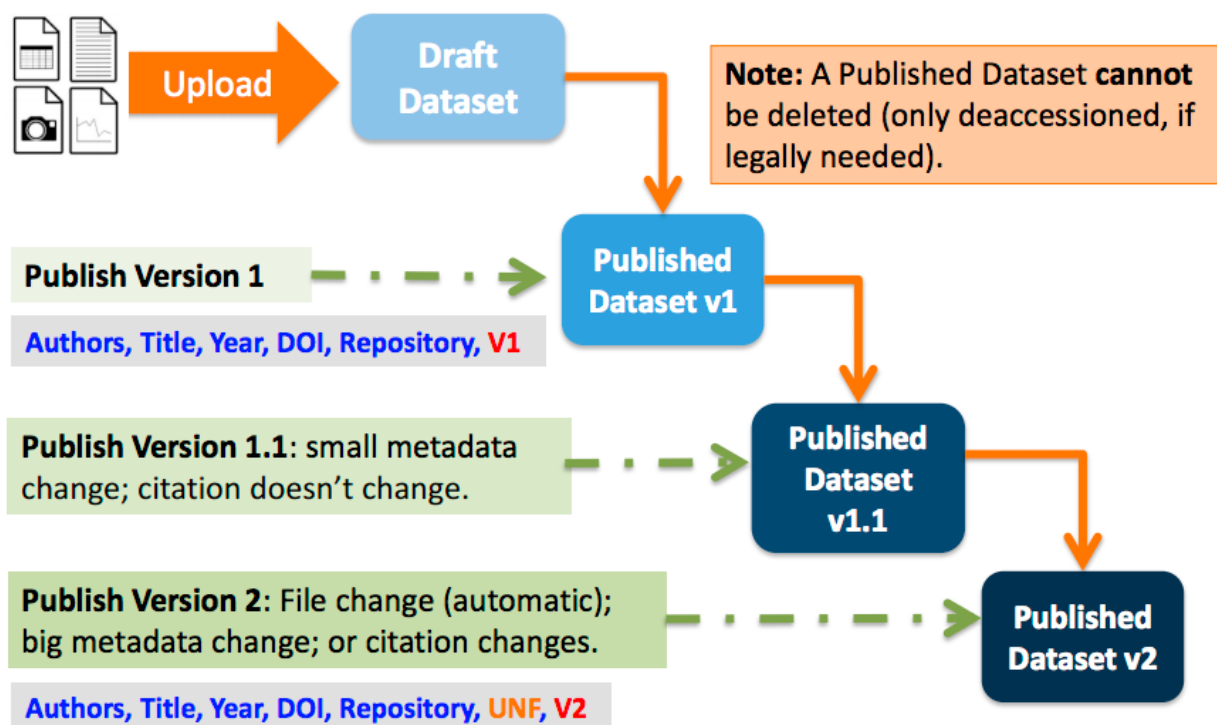 Upload
Draft
Dataset
Note: A Published Dataset cannot
be deleted (only deaccessioned, if
legally needed).
Publish Version 1
Published
Dataset v1
Authors, Title, Year, DOI, Repository, V1
Publish Version 1.1: small metadata
change; citation doesn’t change.
Published
Dataset
v1.1
Publish Version 2: File change (automatic);
big metadata change; or citation changes.
Published
Dataset v2
Authors, Title, Year, DOI, Repository, UNF, V2